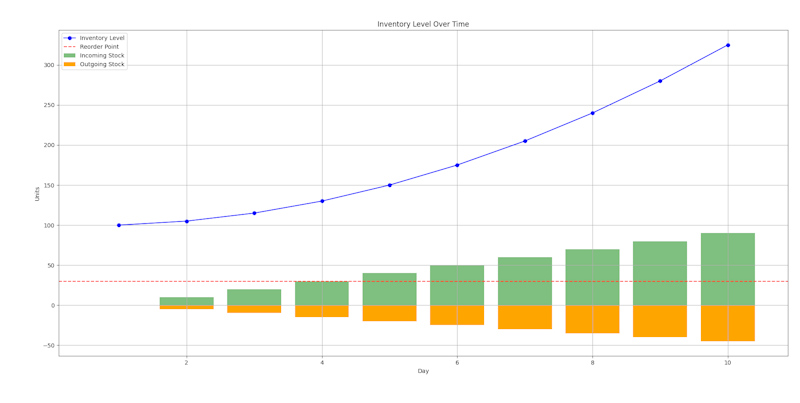 Inventory Level Over Time
Inventory Level
Reorder Point
Incoming Stock
Outgoing Stock
300
250
200
150
100
50
0
−50
Units
2
4
6
8
10
Day